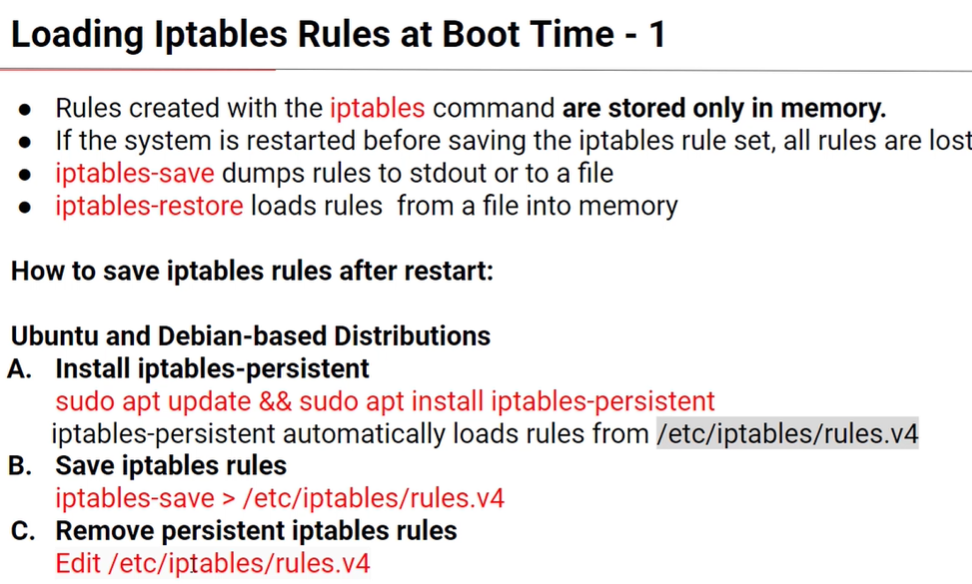 Loading Iptables Rules at Boot Time - 1
● Rules created with the iptables command are stored only in memory.
● If the system is restarted before saving the iptables rule set, all rules are lost
● iptables-save dumps rules to stdout or to a file
● iptables-restore loads rules from a file into memory
How to save iptables rules after restart:
Ubuntu and Debian-based Distributions
A. Install iptables-persistent
sudo apt update && sudo apt install iptables-persistent
iptables-persistent automatically loads rules from /etc/iptables/rules.v4
B. Save iptables rules
iptables-save > /etc/iptables/rules.v4
C. Remove persistent iptables rules
Edit /etc/iptables/rules.v4